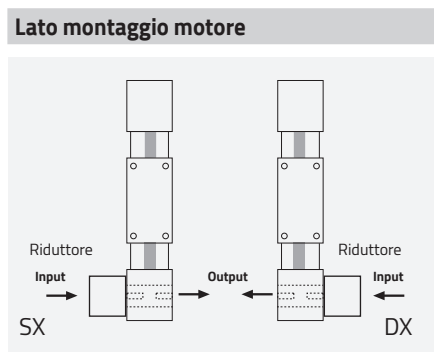 Lato montaggio motore
Riduttore
Riduttore
Input
Output
Input
SX
DX